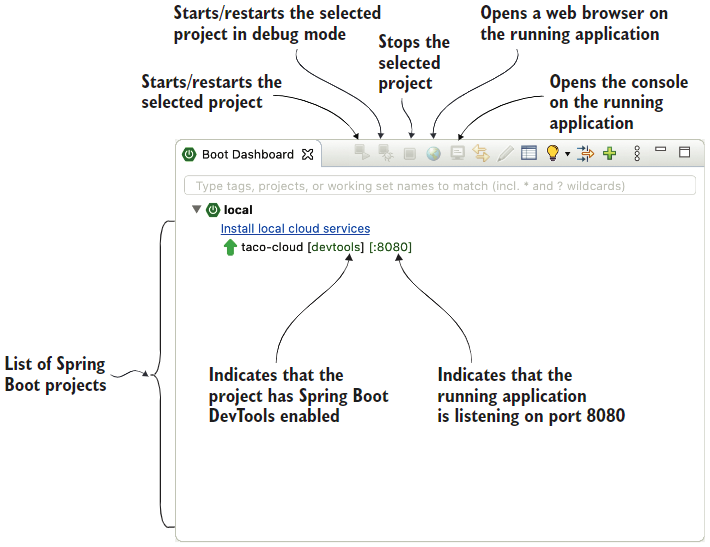 Starts/restarts the selected
project in debug mode
Stops the
selected
project
Opens a web browser on
the running application
Starts/restarts the
selected project
Opens the console
on the running
application
Boot Dashboard
Type tags, projects, or working set names to match (incl. * and ? wildcards)
local
Install local cloud services
taco-cloud [devtools] [:8080]
List of Spring
Boot projects
Indicates that the
project has Spring Boot
DevTools enabled
Indicates that the
running application
is listening on port 8080